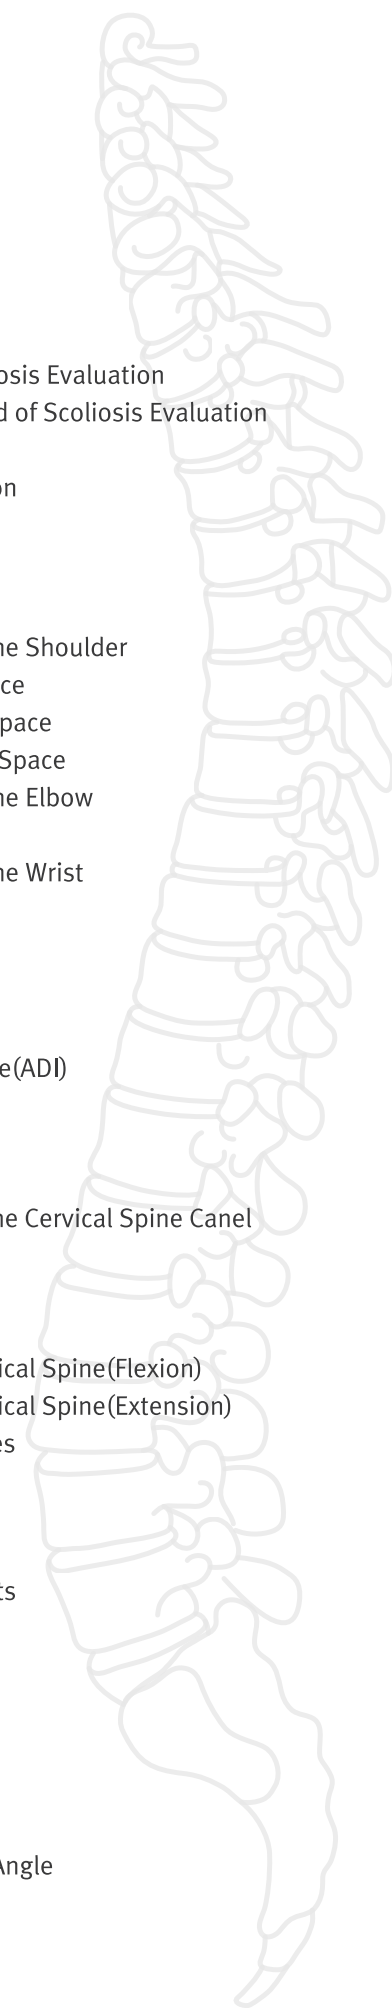 osis Evaluation
d of Scoliosis Evaluation
on
ne Shoulder
ce
pace
Space
ne Elbow
ne Wrist
e(ADI)
ne Cervical Spine Canel
ical Spine(Flexion)
ical Spine(Extension)
es
ts
Angle